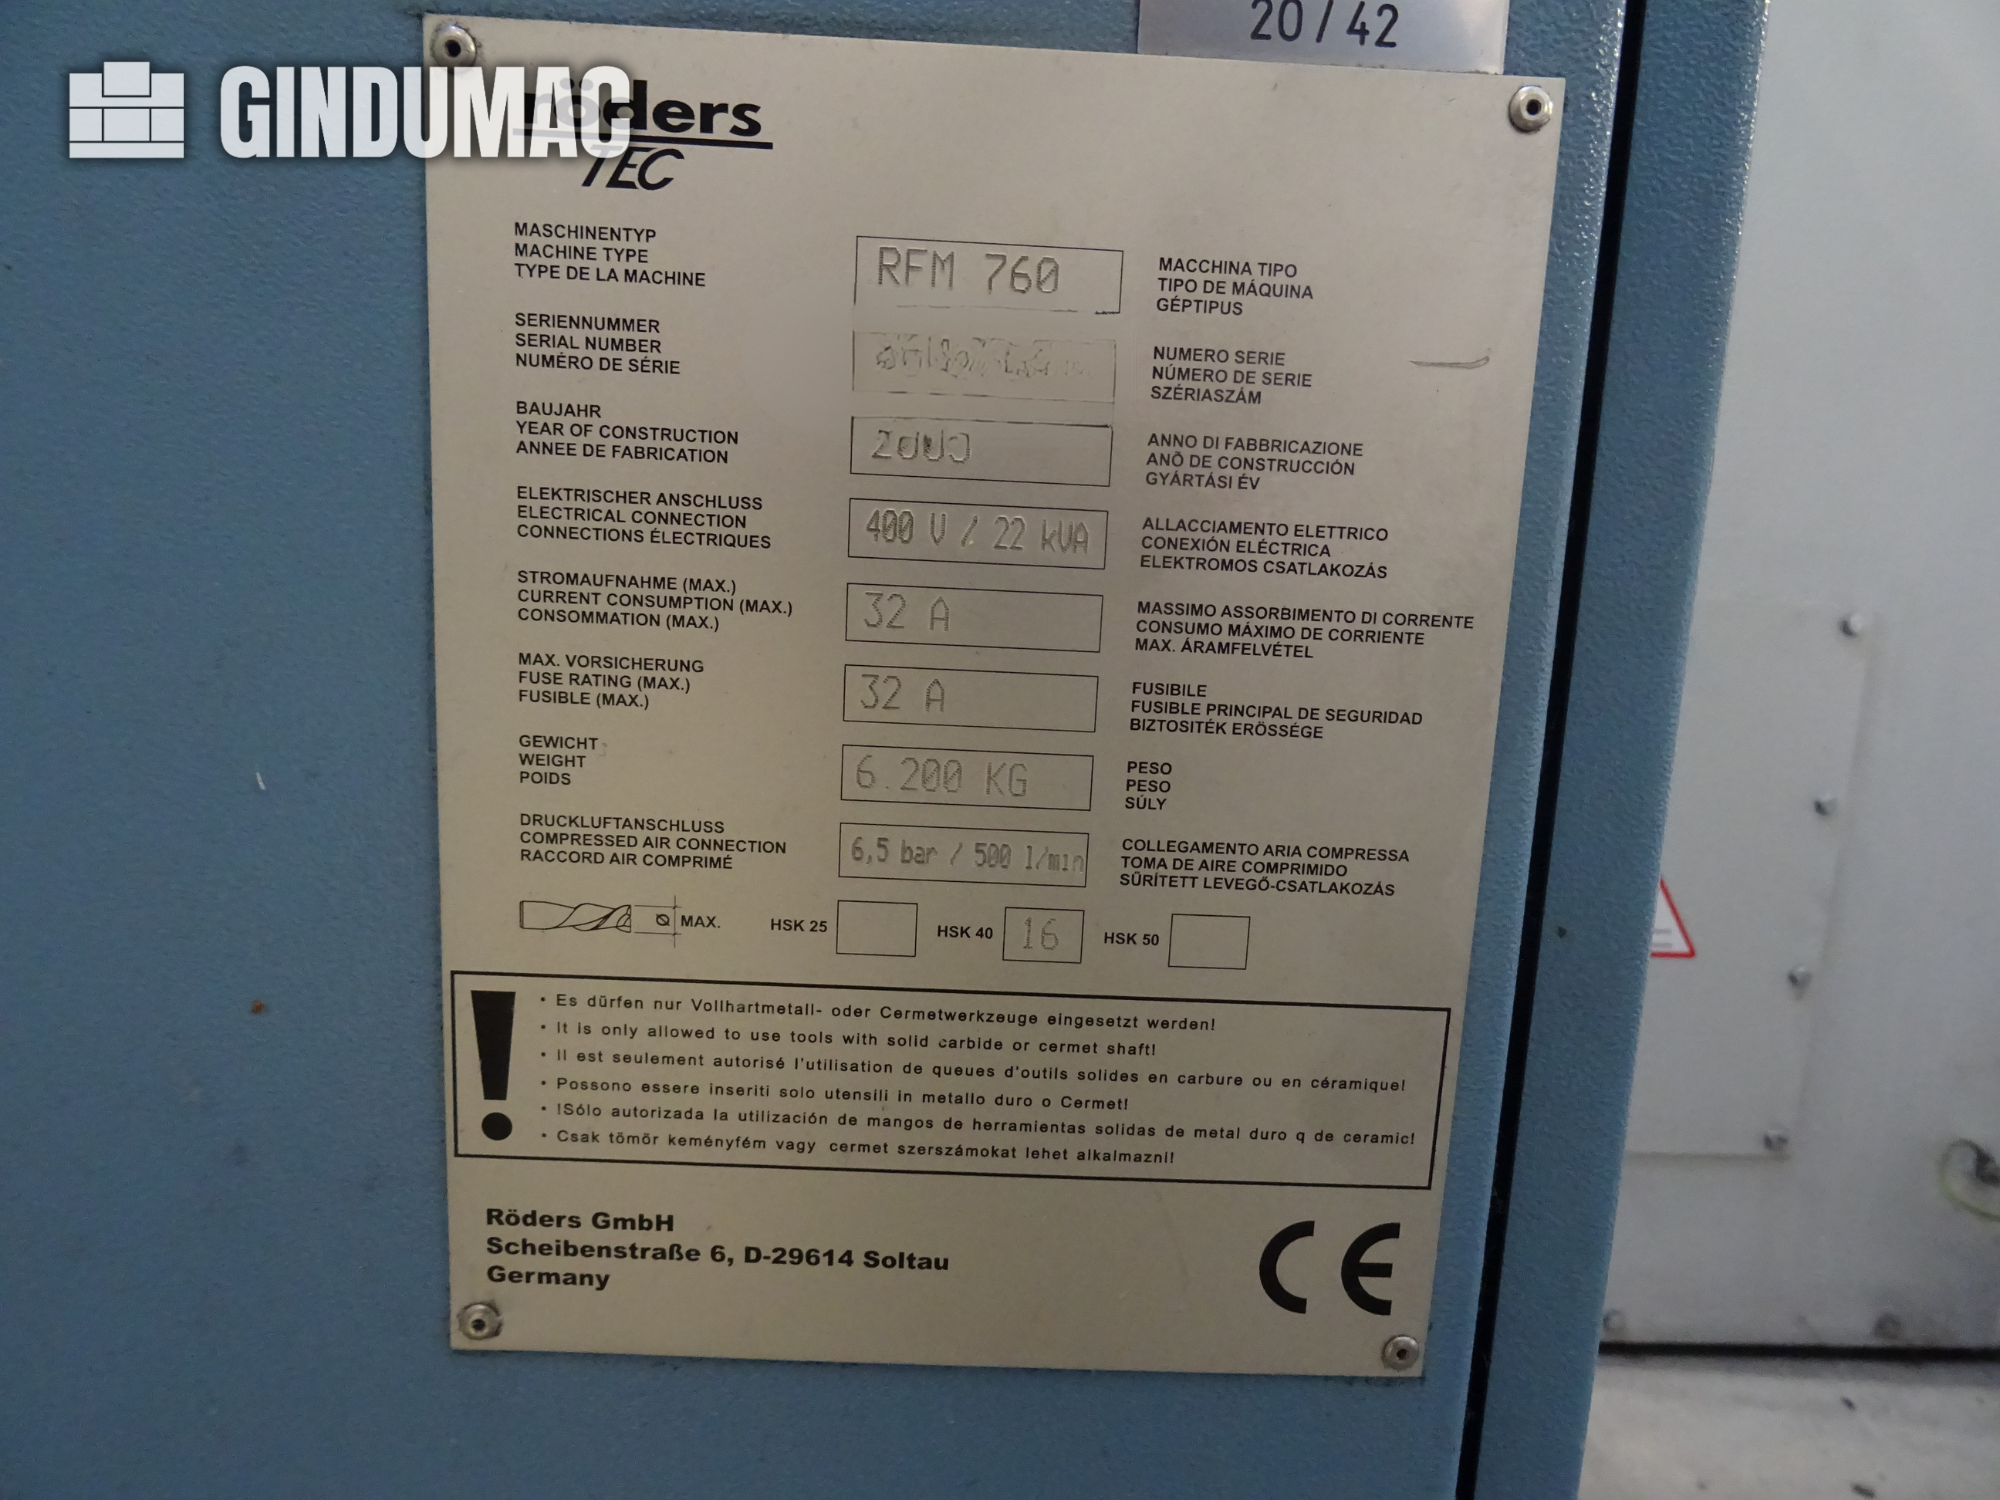 20/42
GINDUMAC
röders
TEC
MASCHINENTYP
MACHINE TYPE
TYPE DE LA MACHINE
RFM 760
MACCHINA TIPO
TIPO DE MÁQUINA
GÉPTIPUS
SERIENNUMMER
SERIAL NUMBER
NUMÉRO DE SÉRIE
NUMERO SERIE
NÚMERO DE SERIE
SZÉRIASZÁM
BAUJAHR
YEAR OF CONSTRUCTION
ANNEE DE FABRICATION
ANNO DI FABBRICAZIONE
ANÕ DE CONSTRUCCIÓN
GYÁRTÁSI ÉV
ELEKTRISCHER ANSCHLUSS
ELECTRICAL CONNECTION
CONNECTIONS ÉLECTRIQUES
400 V / 22 kVA
ALLACCIAMENTO ELETTRICO
CONEXIÓN ELÉCTRICA
ELEKTROMOS CSATLAKOZÁS
STROMAUFNAHME (MAX.)
CURRENT CONSUMPTION (MAX.)
CONSOMMATION (MAX.)
32 A
MASSIMO ASSORBIMENTO DI CORRENTE
CONSUMO MÁXIMO DE CORRIENTE
MAX. ÁRAMFELVÉTEL
MAX. VORSICHERUNG
FUSE RATING (MAX.)
FUSIBLE (MAX.)
32 A
FUSIBILE
FUSIBLE PRINCIPAL DE SEGURIDAD
BIZTOSITÉK ERÖSSÉGE
GEWICHT
WEIGHT
POIDS
6.200 KG
PESO
PESO
SÚLY
DRUCKLUFTANSCHLUSS
COMPRESSED AIR CONNECTION
RACCORD AIR COMPRIMÉ
6,5 bar / 500 l/min
COLLEGAMENTO ARIA COMPRESSA
TOMA DE AIRE COMPRIMIDO
SŰRÍTETT LEVEGŐ-CSATLAKOZÁS
Ø MAX. HSK 25 HSK 40 16 HSK 50
• Es dürfen nur Vollhartmetall- oder Cermetwerkzeuge eingesetzt werden!
• It is only allowed to use tools with solid carbide or cermet shaft!
• Il est seulement autorisé l'utilisation de queues d'outils solides en carbure ou en céramique!
• Possono essere inseriti solo utensili in metallo duro o Cermet!
• !Sólo autorizada la utilización de mangos de herramientas solidas de metal duro q de ceramic!
• Csak tömör keményfém vagy cermet szerszámokat lehet alkalmazni!
Röders GmbH
Scheibenstraße 6, D-29614 Soltau
Germany
CE